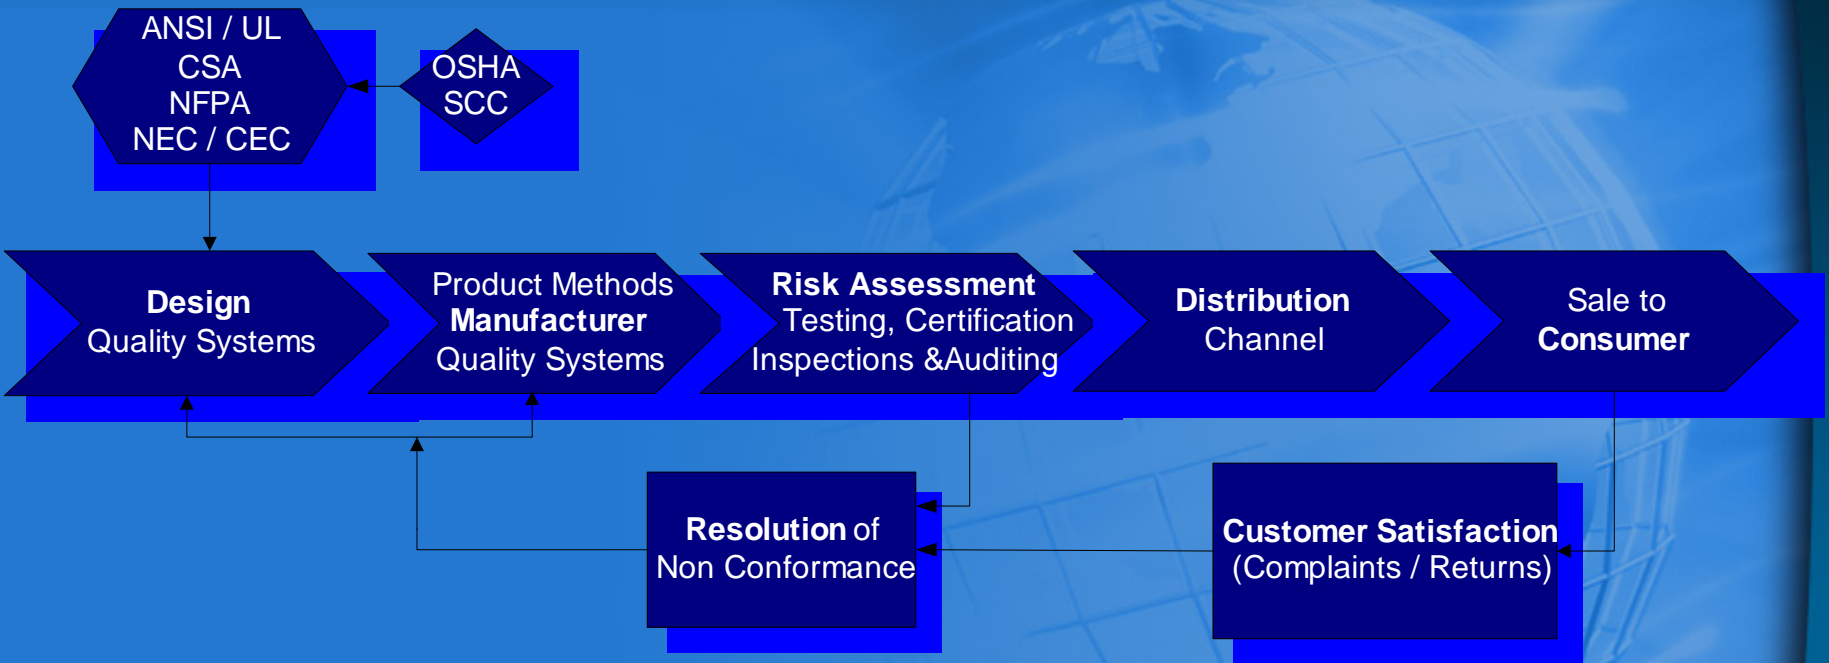 ANSI / UL
CSA
NFPA
NEC / CEC
OSHA
SCC
Design
Quality Systems
Product Methods
Manufacturer
Quality Systems
Risk Assessment
Testing, Certification
Inspections &Auditing
Distribution
Channel
Sale to
Consumer
Resolution of
Non Conformance
Customer Satisfaction
(Complaints / Returns)